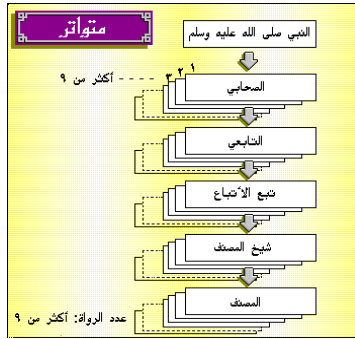 متواتر
النبي صلى الله عليه وسلم
١ ٢ ٣ - - - - أكثر من ٩
الصحابي
التابعي
تبع الأتباع
شيخ المصنف
المصنف
عدد الرواة: أكثر من ٩